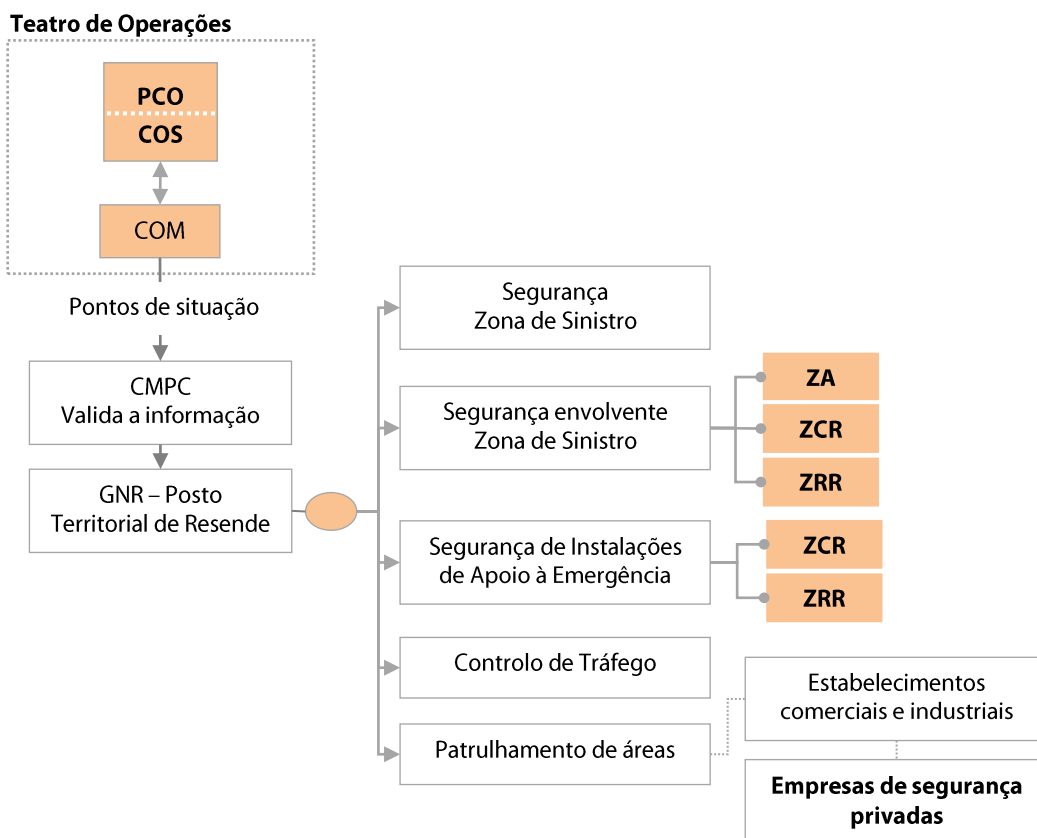 Teatro de Operações
PCO
COS
COM
Pontos de situação
CMPC
Valida a informação
GNR – Posto
Territorial de Resende
Segurança
Zona de Sinistro
Segurança envolvente
Zona de Sinistro
ZA
ZCR
ZRR
Segurança de Instalações
de Apoio à Emergência
ZCR
ZRR
Controlo de Tráfego
Patrulhamento de áreas
Estabelecimentos
comerciais e industriais
Empresas de segurança
privadas